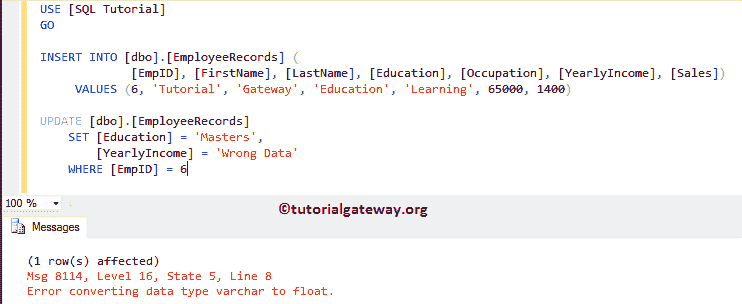 USE [SQL Tutorial]
GO
INSERT INTO [dbo].[EmployeeRecords] (
[EmpID], [FirstName], [LastName], [Education], [Occupation], [YearlyIncome], [Sales])
VALUES (6, 'Tutorial', 'Gateway', 'Education', 'Learning', 65000, 1400)
UPDATE [dbo].[EmployeeRecords]
SET [Education] = 'Masters',
[YearlyIncome] = 'Wrong Data'
WHERE [EmpID] = 6
100 %
©tutorialgateway.org
Messages
(1 row(s) affected)
Msg 8114, Level 16, State 5, Line 8
Error converting data type varchar to float.